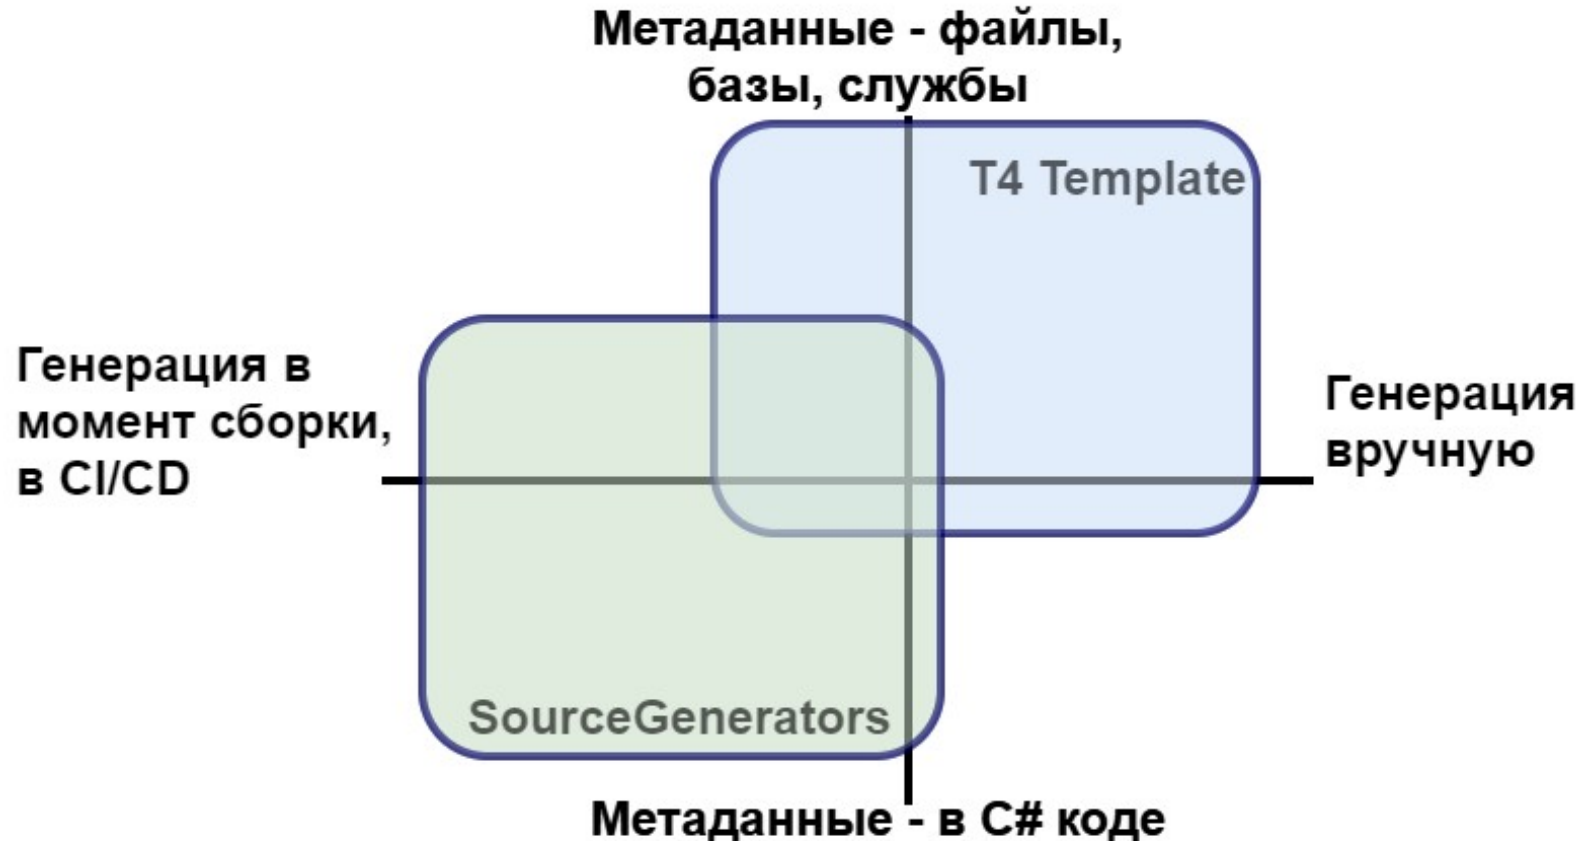 Метаданные - файлы,
базы, службы
T4 Template
Генерация в
момент сборки,
в CI/CD
Генерация
вручную
SourceGenerators
Метаданные - в C# коде